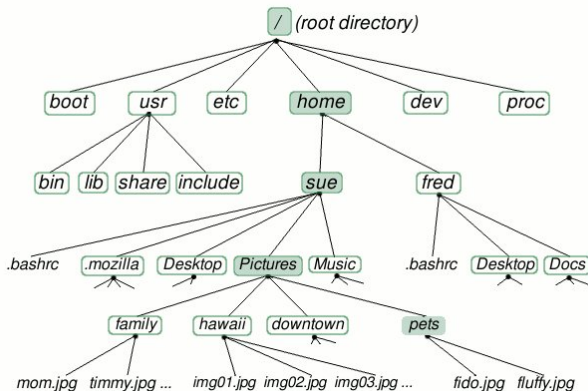 / (root directory)
boot usr etc home dev proc
bin lib share include sue fred
.bashrc .mozilla Desktop Pictures Music .bashrc Desktop Docs
family hawaii downtown pets
mom.jpg timmy.jpg ... img01.jpg img02.jpg img03.jpg ... fido.jpg fluffy.jpg